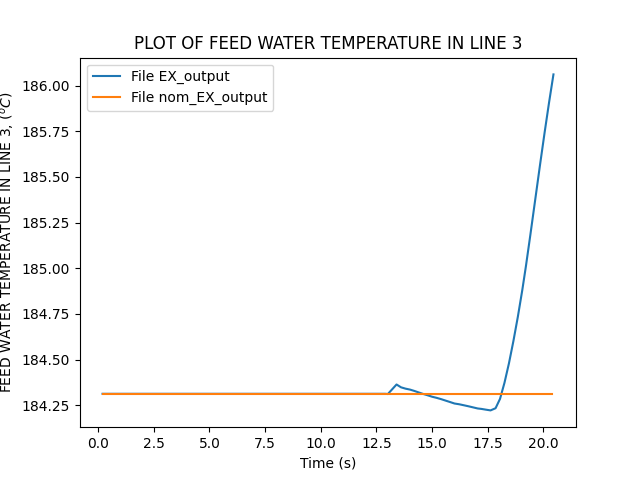 PLOT OF FEED WATER TEMPERATURE IN LINE 3
File EX_output
File nom_EX_output
FEED WATER TEMPERATURE IN LINE 3, (°C)
186.00
185.75
185.50
185.25
185.00
184.75
184.50
184.25
0.0 2.5 5.0 7.5 10.0 12.5 15.0 17.5 20.0
Time (s)